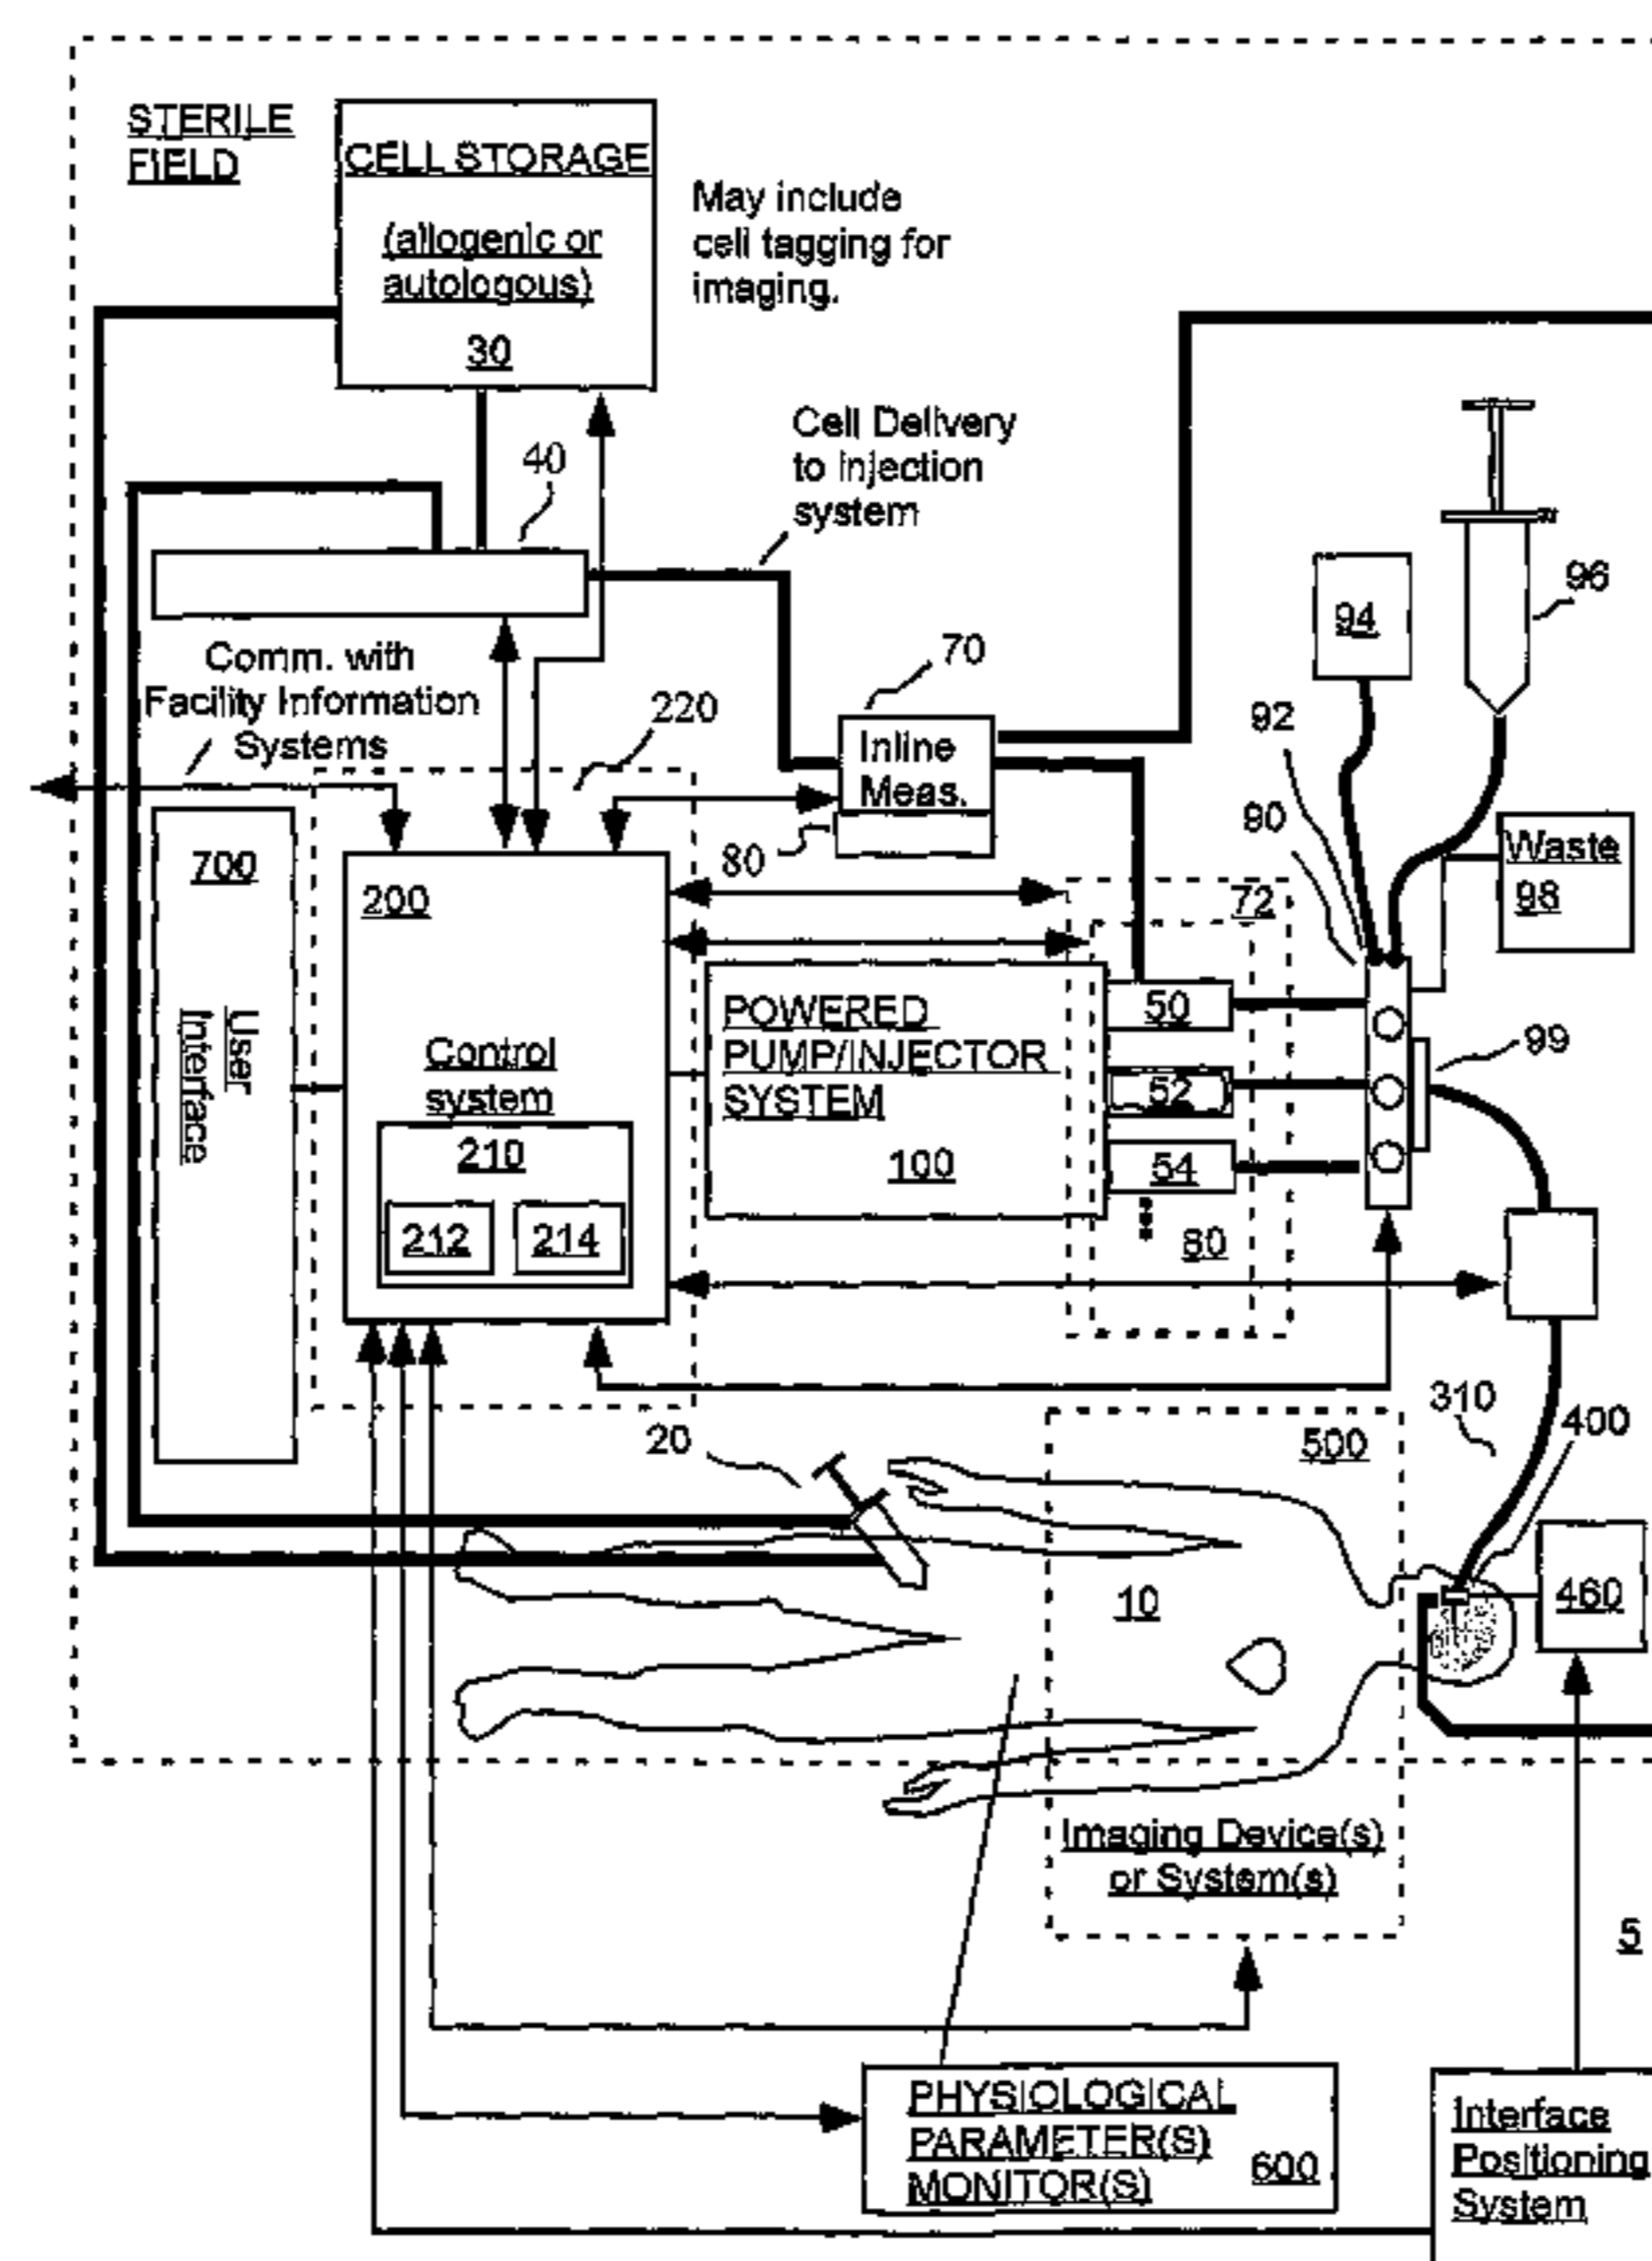 STERILE
FIELD
CELL STORAGE
(allogenic or
autologous)
30
May include
cell tagging for
imaging.
Cell Delivery
to Injection
system
40
96
94
Comm. with
Facility Information
Systems
70
220
92
Inline
Meas.
80
90
Waste
98
700
200
72
User
Interface
POWERED
PUMP/INJECTOR
SYSTEM
100
50
52
54
99
Control
system
210
212
214
80
310
400
20
500
10
460
Imaging Device(s)
or System(s)
5
PHYSIOLOGICAL
PARAMETER(S)
MONITOR(S)
600
Interface
Positioning
System